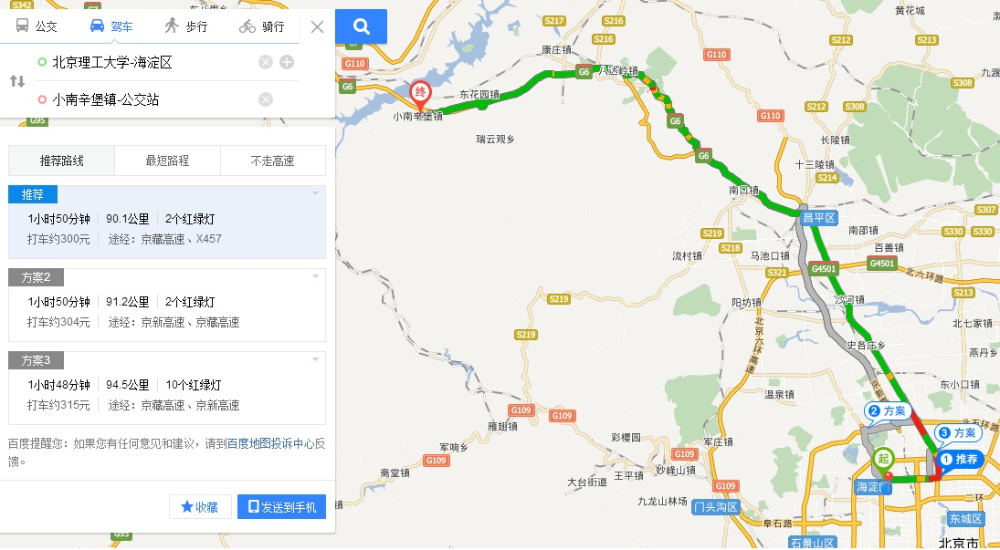 公交
驾车
步行
骑行
北京理工大学-海淀区
小南辛堡镇-公交站
推荐路线
最短路程
不走高速
推荐
1小时50分钟
90.1公里
2个红绿灯
打车约300元
途经：京藏高速、X457
方案2
1小时50分钟
91.2公里
2个红绿灯
打车约304元
途经：京新高速、京藏高速
方案3
1小时48分钟
94.5公里
10个红绿灯
打车约315元
途经：京藏高速、京新高速
百度提醒您：如果您有任何意见和建议，请到百度地图投诉中心反
馈。
收藏
发送到手机
S342
G95
G95
S217
S216
S216
康庄镇
G110
G110
G6
G6
八达岭镇
终
东花园镇
小南辛堡镇
瑞云观乡
G6
G6
黄花城
S212
S213
九渡
S308
G110
S212
S308
长陵镇
十三陵镇
S214
南口镇
昌平区
S307
S330
S330
南邵镇
百善镇
S219
S218
流村镇
马池口镇
S321
G4501
G4501
北六环路
S213
阳坊镇
沙河镇
北七家镇
S219
S219
北京六环高速
史各庄乡
燕丹乡
温泉镇
东小口镇
2 方案
3 方案
1 推荐
起
海淀
G109
G109
雁翅镇
军响乡
G109
斋堂镇
彩樱园
军庄镇
G109
妙峰山镇
王平镇
大台街道
G109
九龙山林场
门头沟区
阜石路
石景山区
二环
东城区
北京市